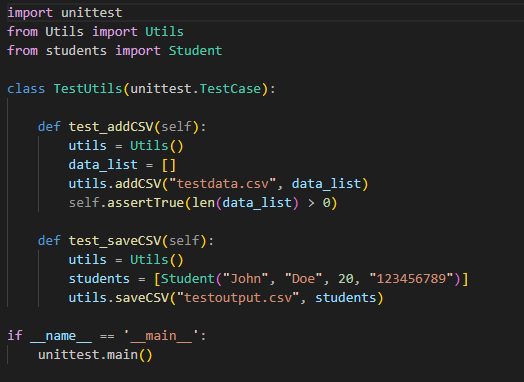 import unittest
from Utils import Utils
from students import Student
class TestUtils(unittest.TestCase):
def test_addCSV(self):
utils = Utils()
data_list = []
utils.addCSV("testdata.csv", data_list)
self.assertTrue(len(data_list) > 0)
def test_saveCSV(self):
utils = Utils()
students = [Student("John", "Doe", 20, "123456789")]
utils.saveCSV("testoutput.csv", students)
if __name__ == '__main__':
unittest.main()